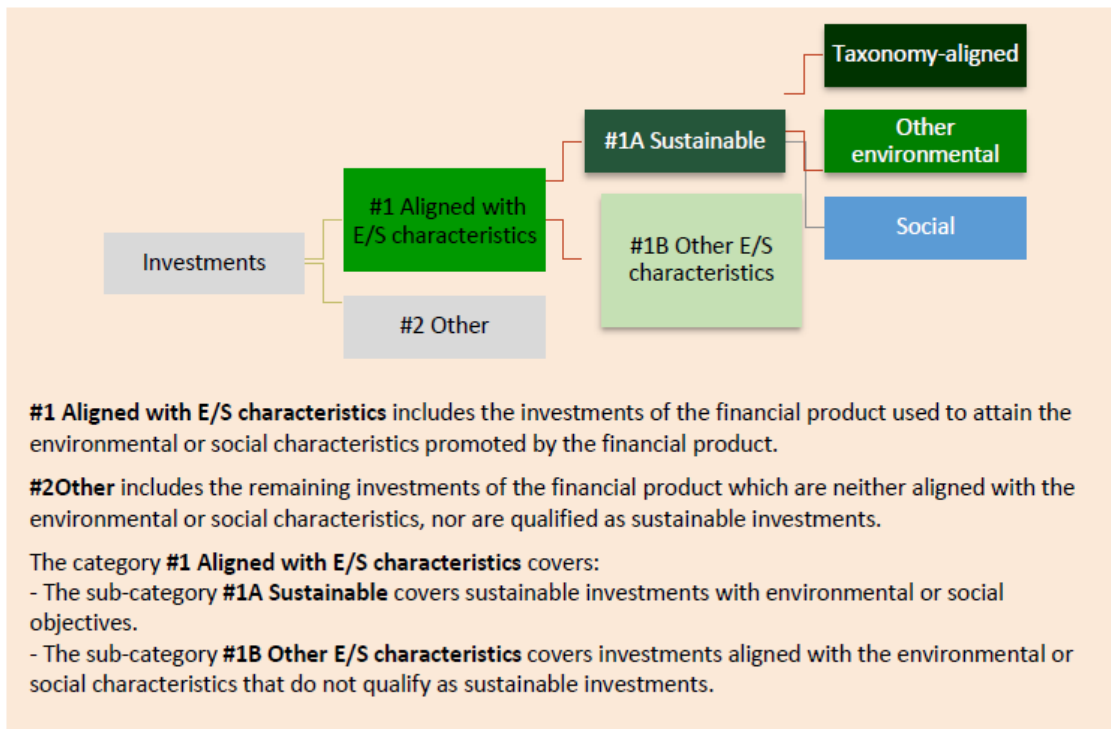 Taxonomy-aligned
#1A Sustainable
Other
environmental
#1 Aligned with
E/S characteristics
Social
#1B Other E/S
characteristics
Investments
#2 Other
#1 Aligned with E/S characteristics includes the investments of the financial product used to attain the
environmental or social characteristics promoted by the financial product.
#2Other includes the remaining investments of the financial product which are neither aligned with the
environmental or social characteristics, nor are qualified as sustainable investments.
The category #1 Aligned with E/S characteristics covers:
- The sub-category #1A Sustainable covers sustainable investments with environmental or social
objectives.
- The sub-category #1B Other E/S characteristics covers investments aligned with the environmental or
social characteristics that do not qualify as sustainable investments.